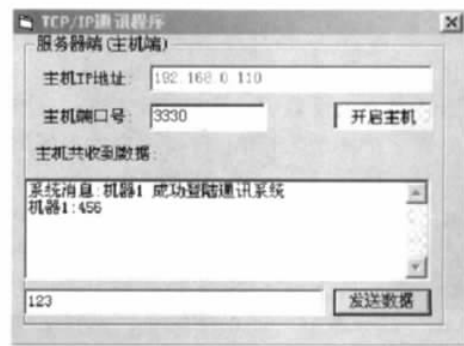 TCP/IP通讯程序
服务器端(主机端)
主机IP地址: 192.168.0.110
主机端口号: 3330 开启主机
主机共收到数据:
系统消息:机器1 成功登陆通讯系统
机器1:456
123 发送数据